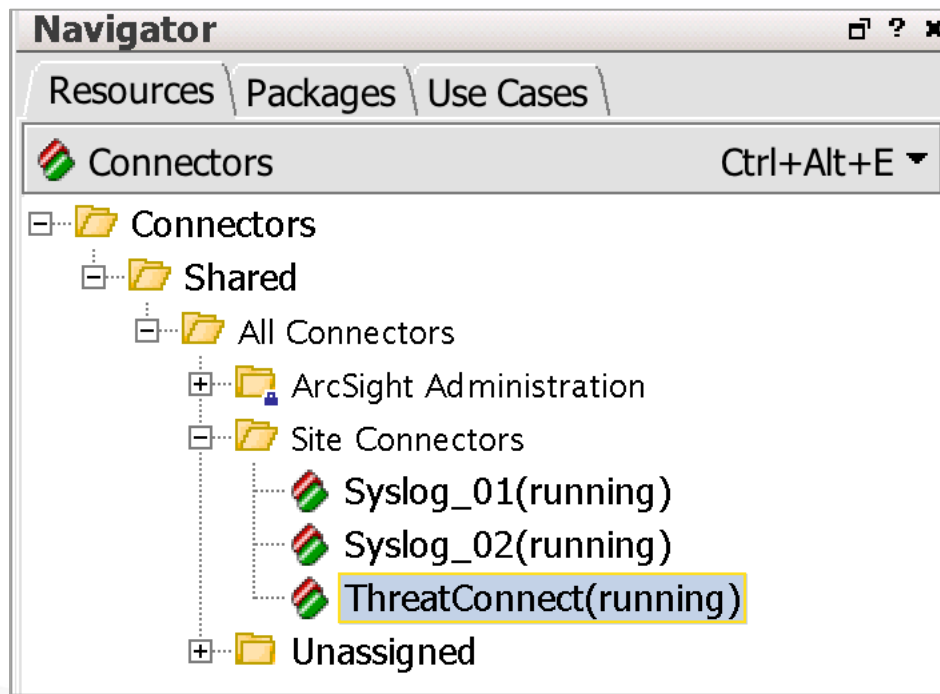 Navigator ?
Resources Packages Use Cases
Connectors Ctrl+Alt+E
Connectors
Shared
All Connectors
ArcSight Administration
Site Connectors
Syslog_01(running)
Syslog_02(running)
ThreatConnect(running)
Unassigned